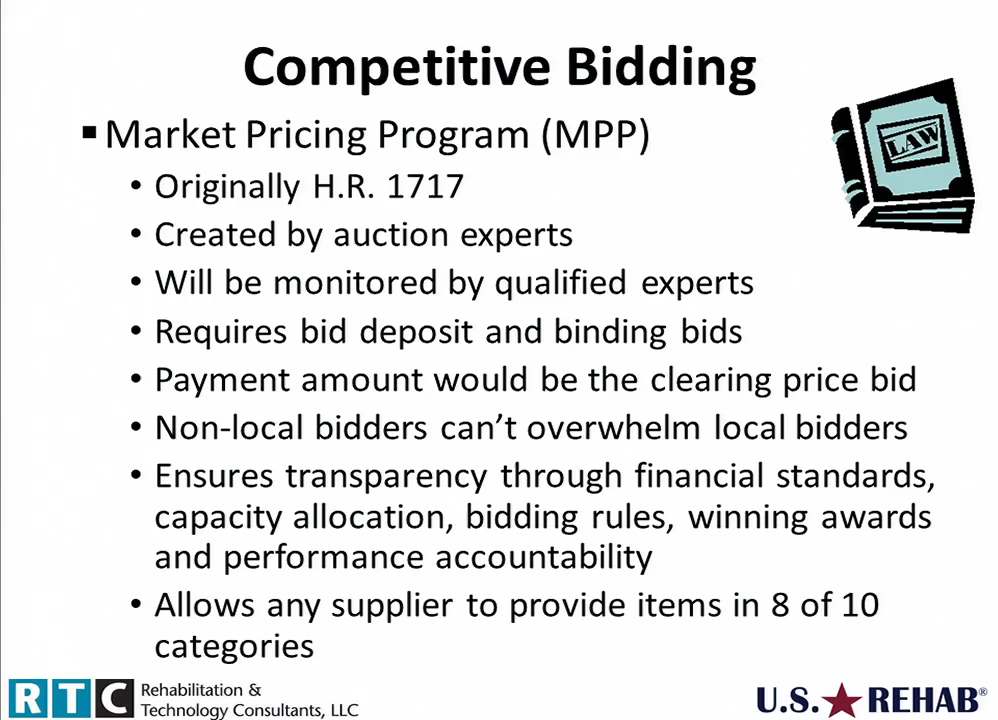 Competitive Bidding
▪ Market Pricing Program (MPP)
• Originally H.R. 1717
• Created by auction experts
• Will be monitored by qualified experts
• Requires bid deposit and binding bids
• Payment amount would be the clearing price bid
• Non-local bidders can’t overwhelm local bidders
• Ensures transparency through financial standards,
capacity allocation, bidding rules, winning awards
and performance accountability
• Allows any supplier to provide items in 8 of 10
categories
LAW
RTC Rehabilitation &
Technology Consultants, LLC
U.S. REHAB®